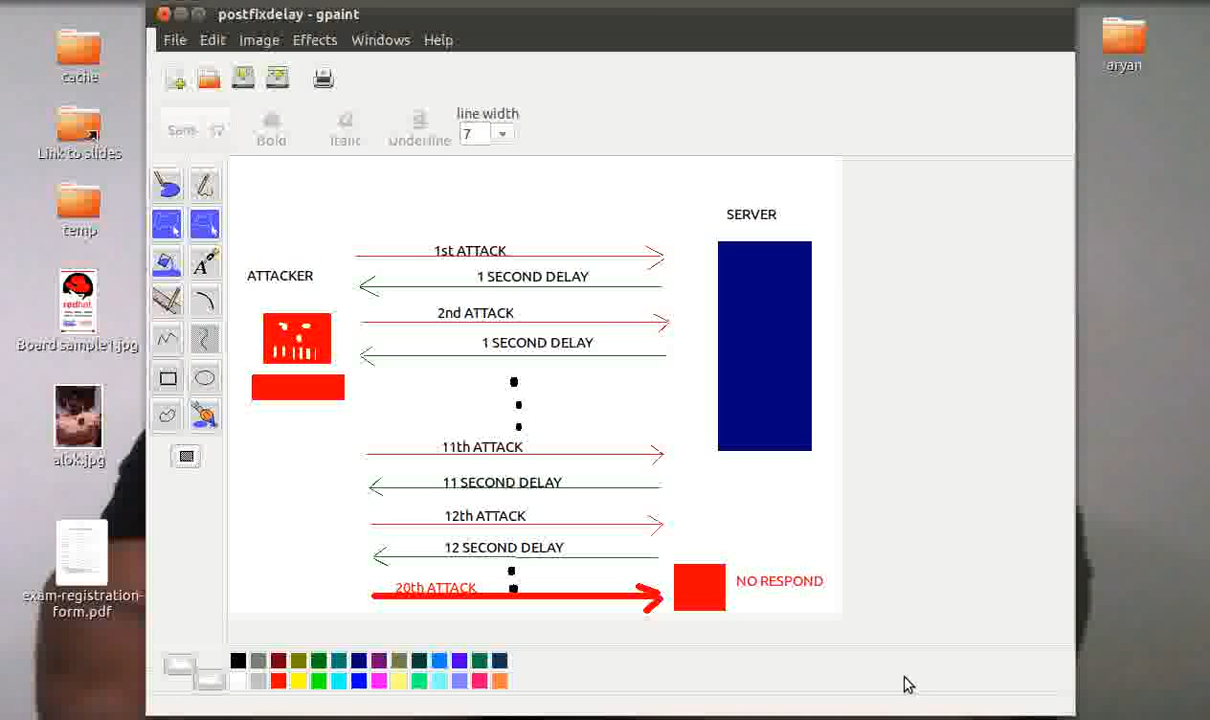 postfixdelay - gpaint
File Edit Image Effects Windows Help
line width
Sans
Bold
Italic
Underline
7
cache
Link to slides
temp
redhat
Board sample1.jpg
alok.jpg
exam-registration-
form.pdf
aryan
SERVER
1st ATTACK
ATTACKER
1 SECOND DELAY
2nd ATTACK
1 SECOND DELAY
11th ATTACK
11 SECOND DELAY
12th ATTACK
12 SECOND DELAY
20th ATTACK
NO RESPOND